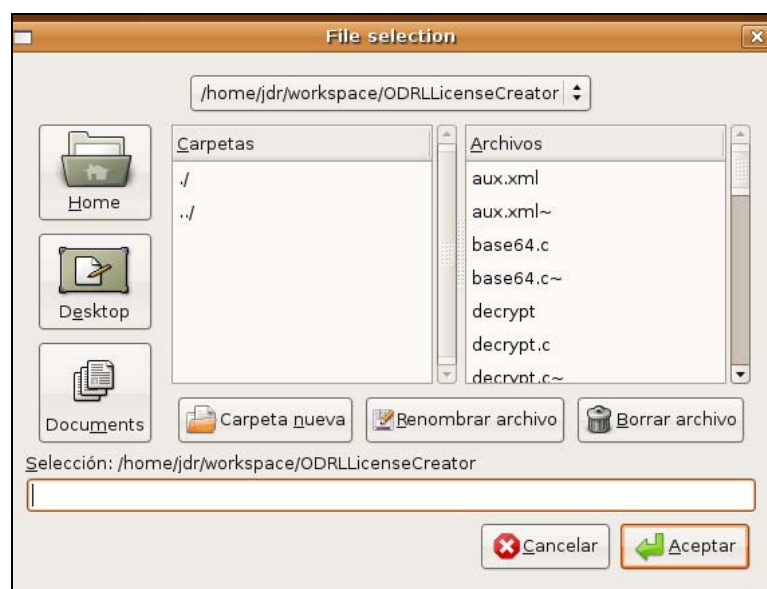 File selection
/home/jdr/workspace/ODRLLicenseCreator
Home
Desktop
Documents
Carpetas
./
../
Archivos
aux.xml
aux.xml~
base64.c
base64.c~
decrypt
decrypt.c
decrypt.c~
Carpeta nueva
Renombrar archivo
Borrar archivo
Selección: /home/jdr/workspace/ODRLLicenseCreator
Cancelar
Aceptar